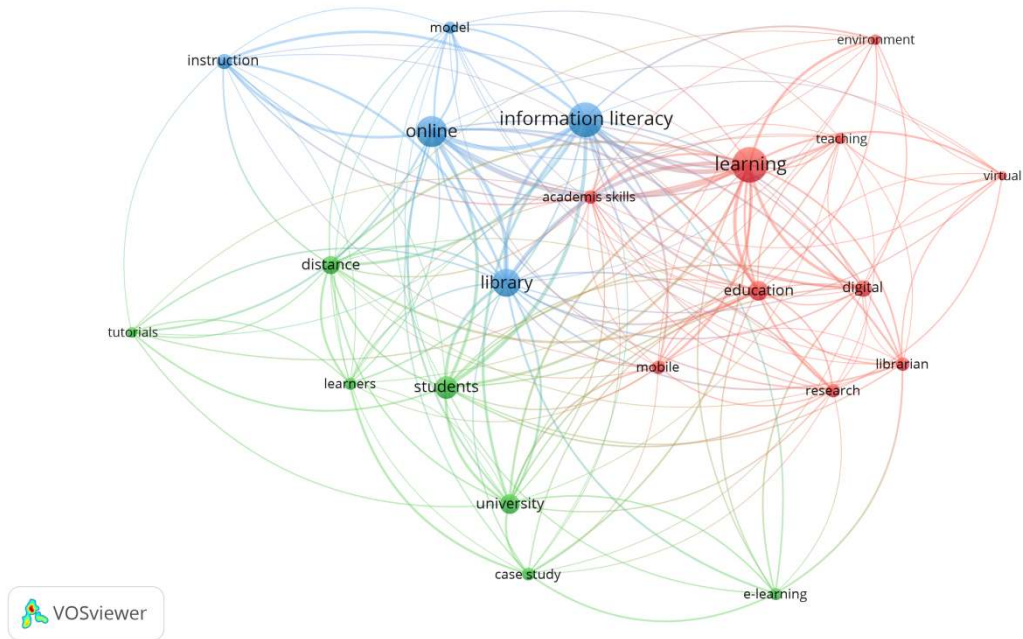 model
environment
instruction
information literacy
online
teaching
learning
virtual
academis skills
distance
library
education
digital
tutorials
learners
students
mobile
librarian
research
university
case study
e-learning
VOSviewer